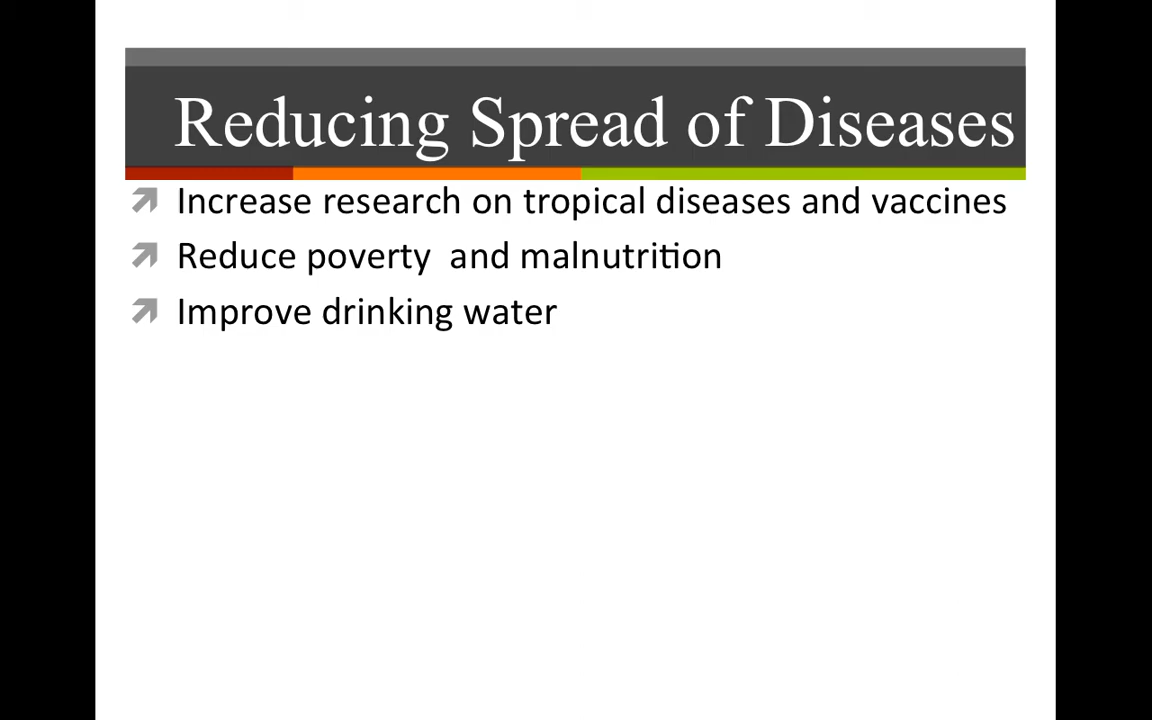 Reducing Spread of Diseases
Increase research on tropical diseases and vaccines
Reduce poverty  and malnutrition
Improve drinking water